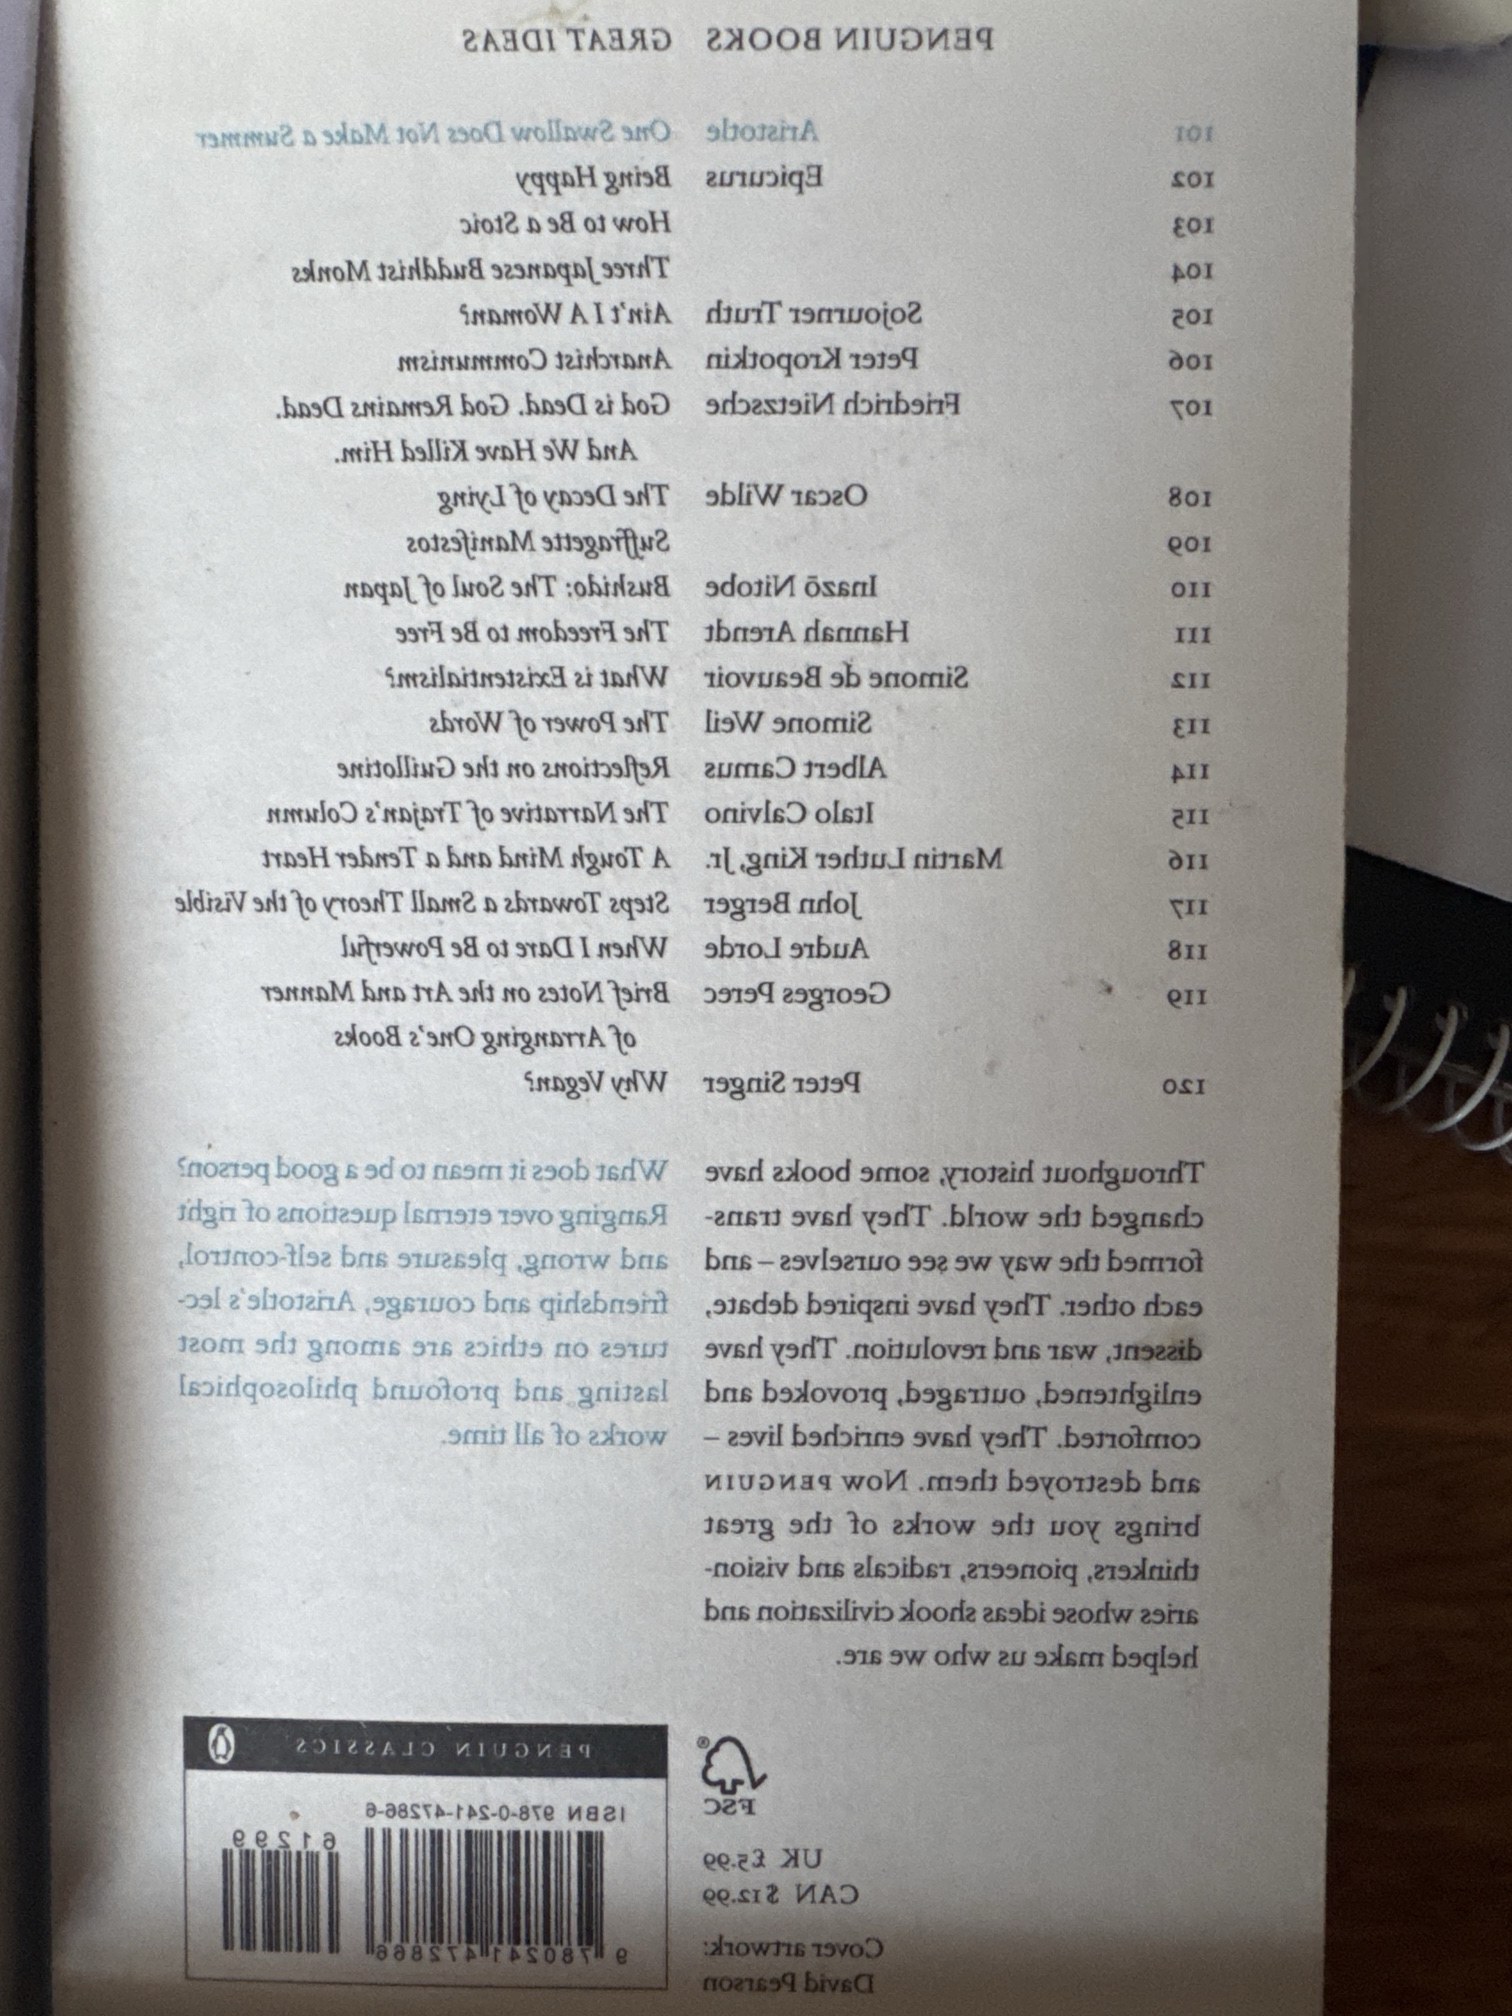 PENGUIN BOOKS GREAT IDEAS
101 Aristotle One Swallow Does Not Make a Summer
102 Epicurus Being Happy
103 How to Be a Stoic
104 Three Japanese Buddhist Monks
105 Sojourner Truth Ain't I A Woman?
106 Peter Kropotkin Anarchist Communism
107 Friedrich Nietzsche God is Dead. God Remains Dead.
And We Have Killed Him.
108 Oscar Wilde The Decay of Lying
109 Suffragette Manifestos
110 Inazō Nitobe Bushido: The Soul of Japan
111 Hannah Arendt The Freedom to Be Free
112 Simone de Beauvoir What is Existentialism?
113 Simone Weil The Power of Words
114 Albert Camus Reflections on the Guillotine
115 Italo Calvino The Narrative of Trajan's Column
116 Martin Luther King, Jr. A Tough Mind and a Tender Heart
117 John Berger Steps Towards a Small Theory of the Visible
118 Audre Lorde When I Dare to Be Powerful
119 Georges Perec Brief Notes on the Art and Manner
of Arranging One's Books
120 Peter Singer Why Vegan?
Throughout history, some books have
changed the world. They have trans-
formed the way we see ourselves – and
each other. They have inspired debate,
dissent, war and revolution. They have
enlightened, outraged, provoked and
comforted. They have enriched lives –
and destroyed them. Now PENGUIN
brings you the works of the great
thinkers, pioneers, radicals and vision-
aries whose ideas shook civilization and
helped make us who we are.
What does it mean to be a good person?
Ranging over eternal questions of right
and wrong, pleasure and self-control,
friendship and courage, Aristotle's lec-
tures on ethics are among the most
lasting and profound philosophical
works of all time.
®
FSC
UK £5.99
CAN $12.99
Cover artwork:
David Pearson
PENGUIN CLASSICS
ISBN 978-0-241-47286-6
61299
9 780241 472866